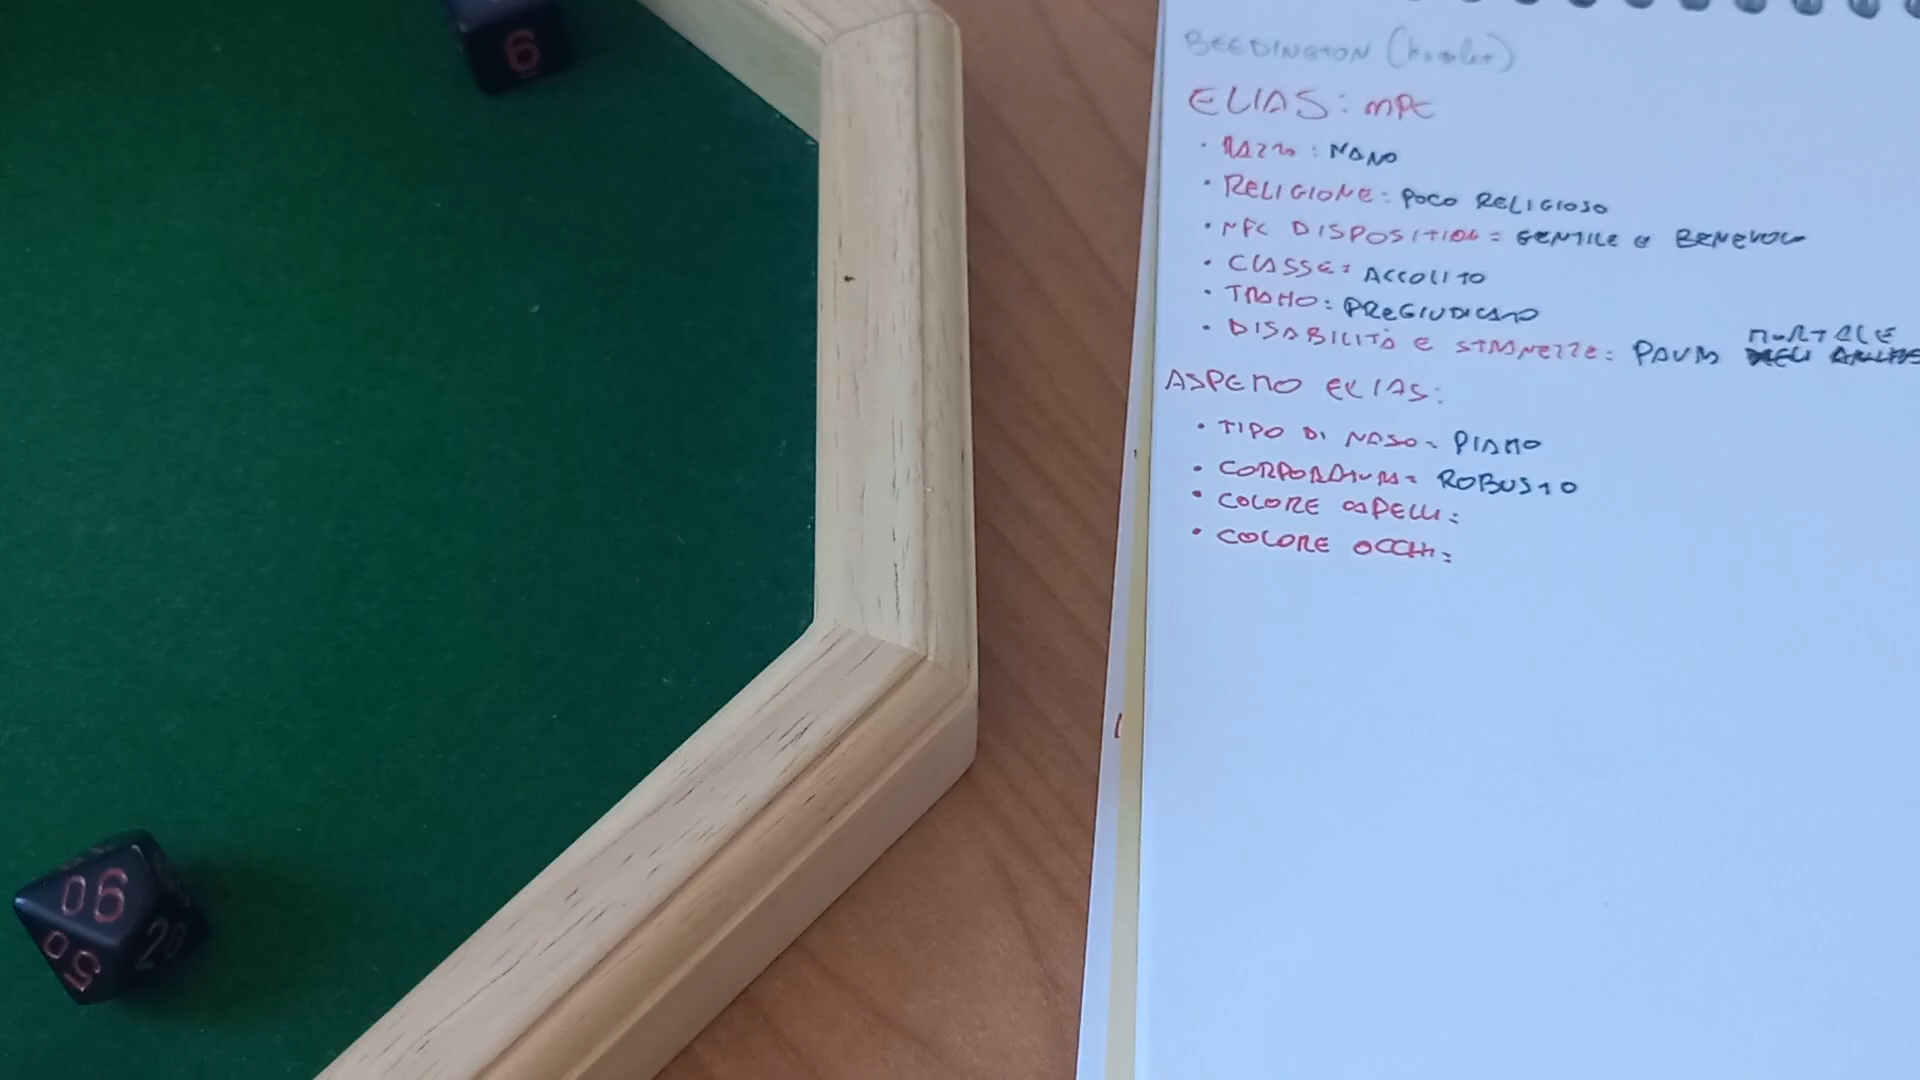 6
90
50
20
BEEDINGTON (hamlet)
ELIAS: NPC
• RAZZA: NANO
• RELIGIONE: POCO RELIGIOSO
• NPC DISPOSITION = GENTILE E BENEVOLO
• CLASSE: ACCOLITO
• TRATTO: PREGIUDICATO
• DISABILITÀ E STRANEZZE: PAURA MORTALE
ASPETTO ELIAS:
• TIPO DI NASO: PIATTO
• CORPORATURA: ROBUSTO
• COLORE CAPELLI:
• COLORE OCCHI: